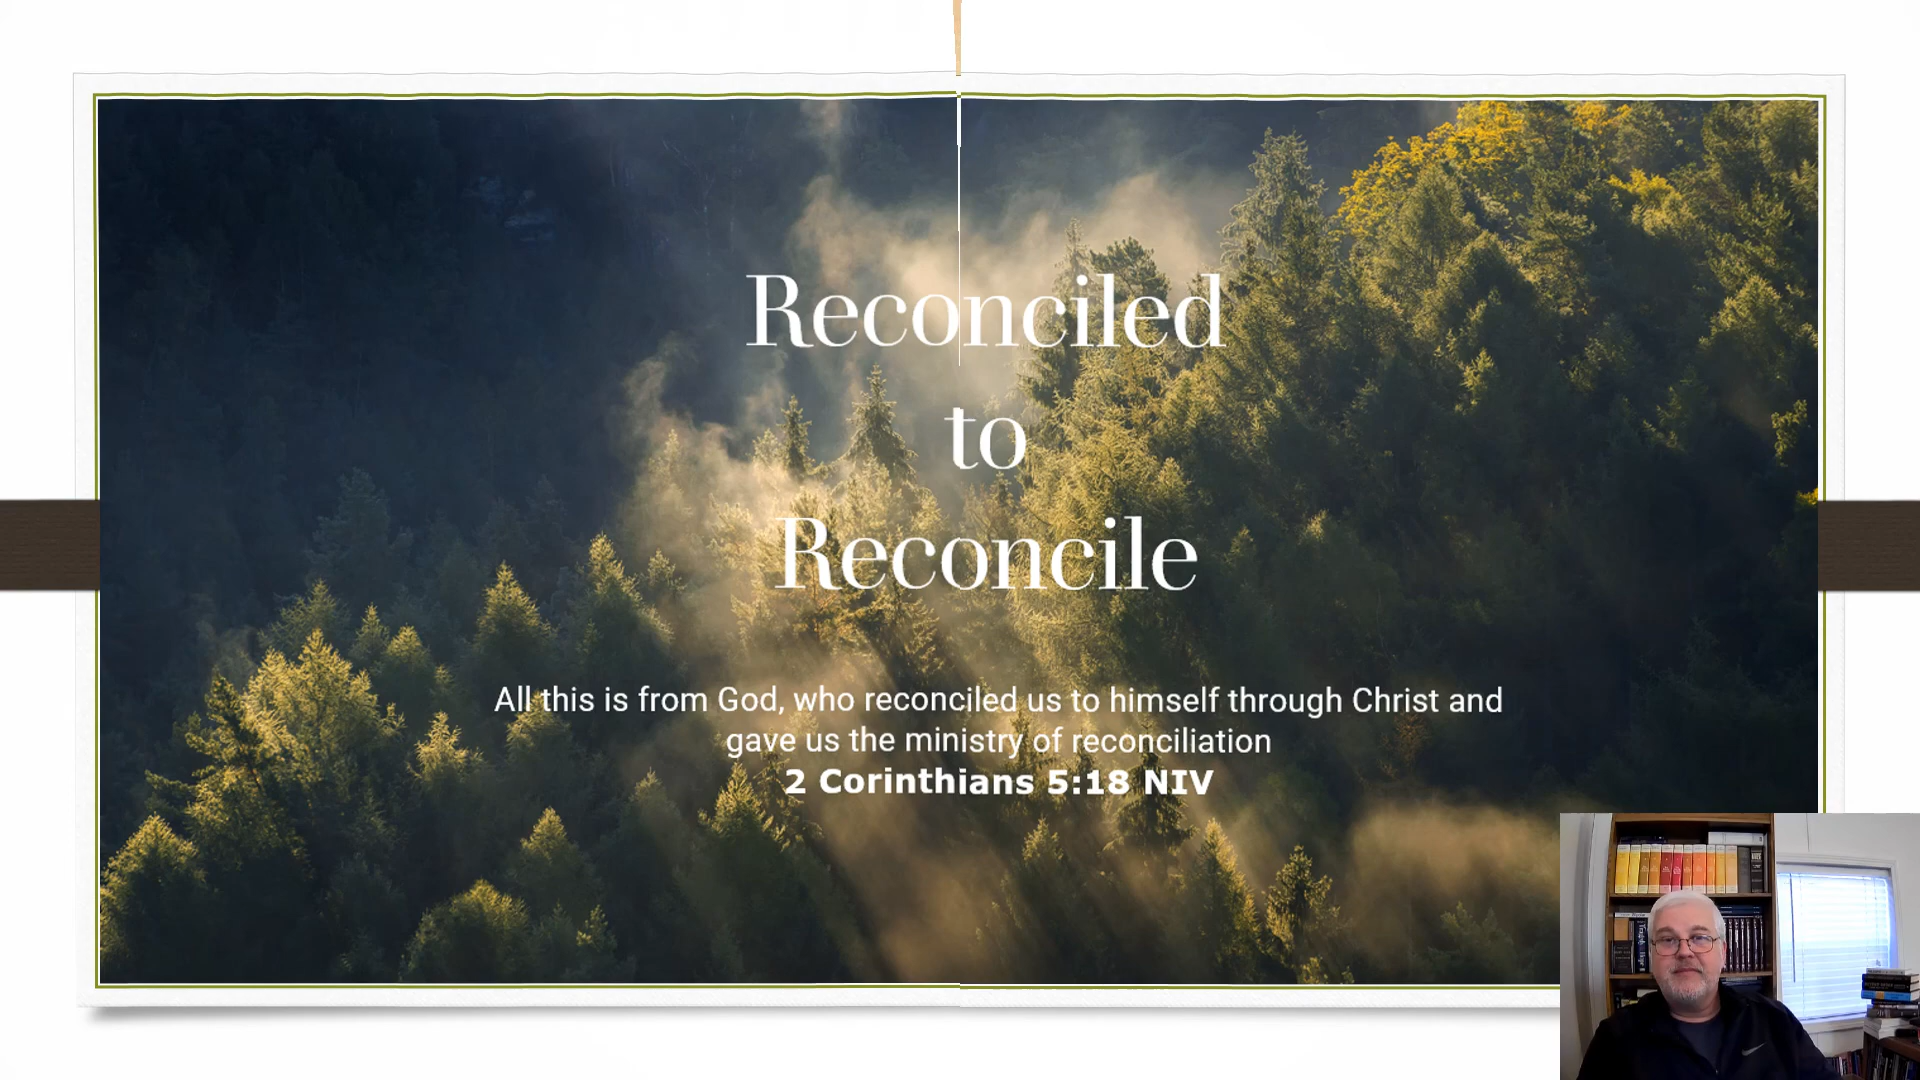 Reconciled
to
Reconcile
All this is from God, who reconciled us to himself through Christ and
gave us the ministry of reconciliation
2 Corinthians 5:18 NIV